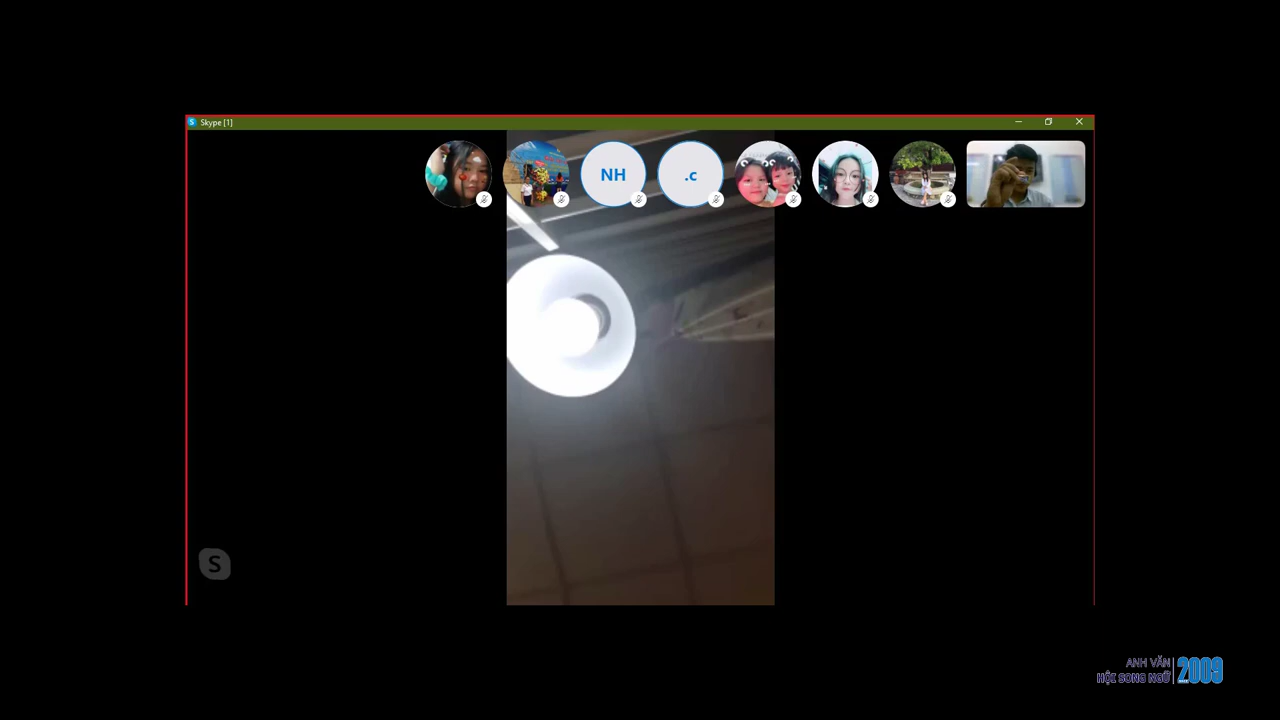 Skype [1]
NH
.c
S
ANH VĂN
HỘI SONG NGỮ
2009